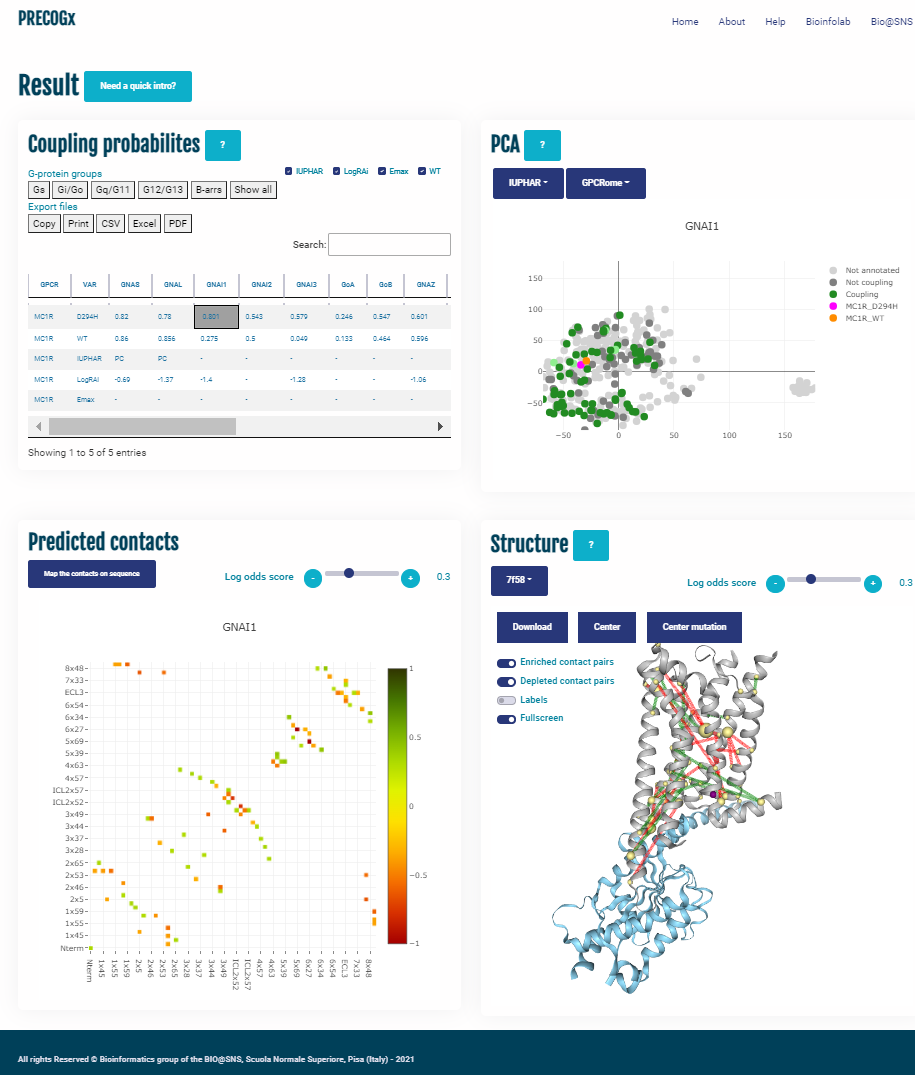 PRECOGx
Home About Help Bioinfolab Bio@SNS
Result Need a quick intro?
Coupling probabilites ?
G-protein groups
IUPHAR LogRAi Emax WT
Gs Gi/Go Gq/G11 G12/G13 B-arrs Show all
Export files
Copy Print CSV Excel PDF
Search:
GPCR VAR GNAS GNAL GNAI1 GNAI2 GNAI3 GoA GoB GNAZ
MC1R D294H 0.82 0.78 0.801 0.543 0.579 0.246 0.547 0.601
MC1R WT 0.86 0.856 0.275 0.5 0.049 0.133 0.464 0.596
MC1R IUPHAR PC PC - - - - - -
MC1R LogRAi -0.69 -1.37 -1.4 - -1.28 - - -1.06
MC1R Emax - - - - - - - -
Showing 1 to 5 of 5 entries
PCA ?
IUPHAR GPCRome
GNAI1
150
100
50
0
−50
−50 0 50 100 150
Not annotated
Not coupling
Coupling
MC1R_D294H
MC1R_WT
Predicted contacts
Map the contacts on sequence
Log odds score - + 0.3
GNAI1
8x48
7x33
ECL3
6x54
6x34
6x27
5x69
5x39
4x63
4x57
ICL2x57
ICL2x52
3x49
3x44
3x37
3x28
2x65
2x53
2x46
2x5
1x59
1x55
1x45
Nterm
Nterm 1x45 1x55 1x59 2x5 2x46 2x53 2x65 3x28 3x37 3x44 3x49 ICL2x52 ICL2x57 4x57 4x63 5x39 5x69 6x27 6x34 6x54 ECL3 7x33 8x48
1
0.5
0
−0.5
−1
Structure ?
7f58
Log odds score - + 0.3
Download Center Center mutation
Enriched contact pairs
Depleted contact pairs
Labels
Fullscreen
All rights Reserved © Bioinformatics group of the BIO@SNS, Scuola Normale Superiore, Pisa (Italy) - 2021